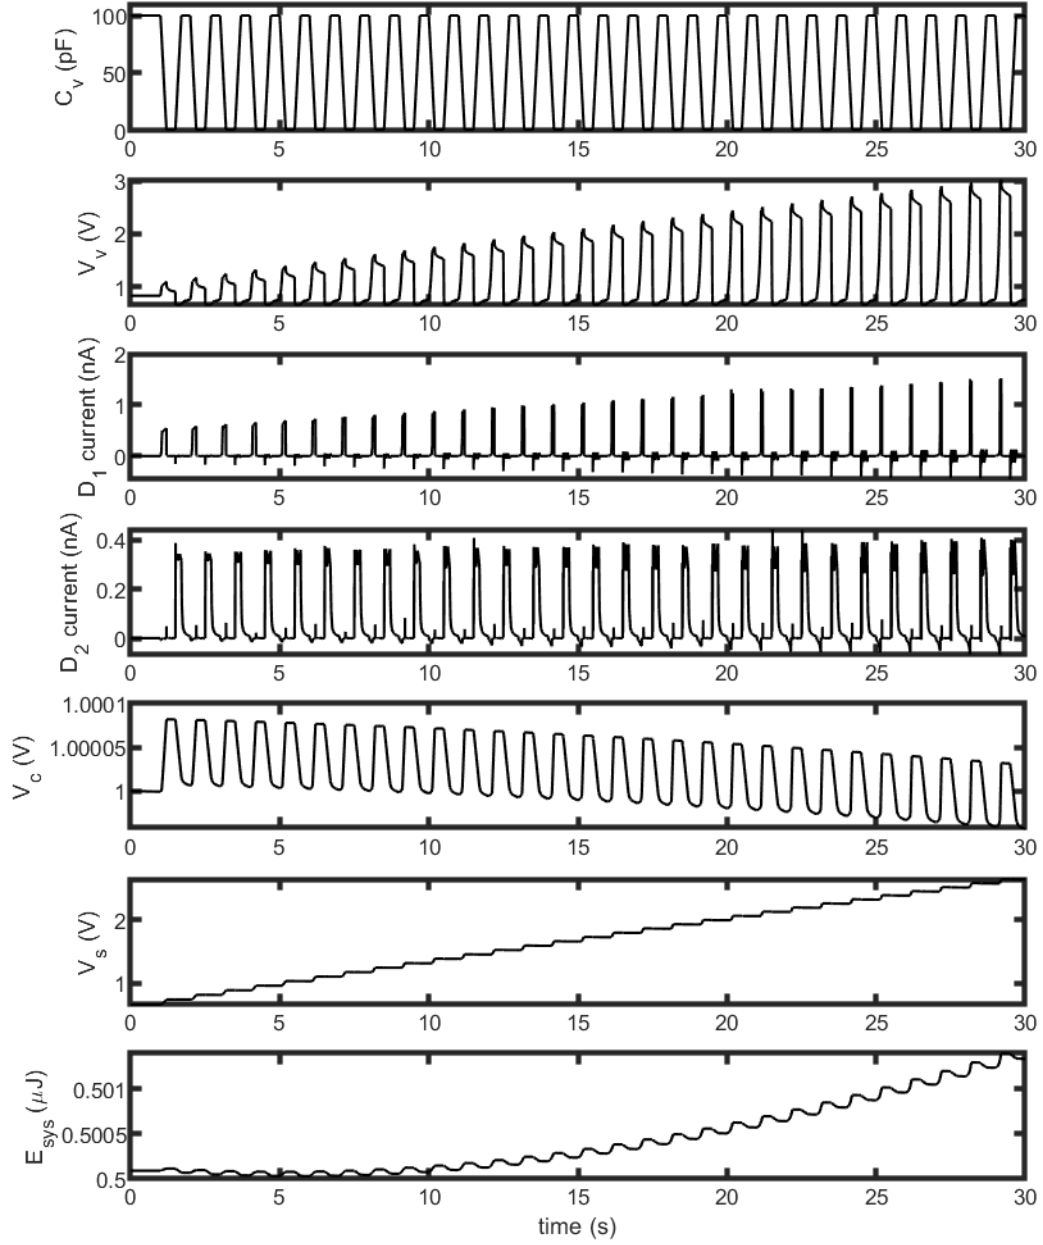 100
50
0
C_v (pF)
0 5 10 15 20 25 30
3
2
1
V_v (V)
0 5 10 15 20 25 30
2
1
0
D_1 current (nA)
0 5 10 15 20 25 30
0.4
0.2
0
D_2 current (nA)
0 5 10 15 20 25 30
1.0001
1.00005
1
V_c (V)
0 5 10 15 20 25 30
2
1
V_s (V)
0 5 10 15 20 25 30
0.501
0.5005
0.5
E_sys (μJ)
0 5 10 15 20 25 30
time (s)